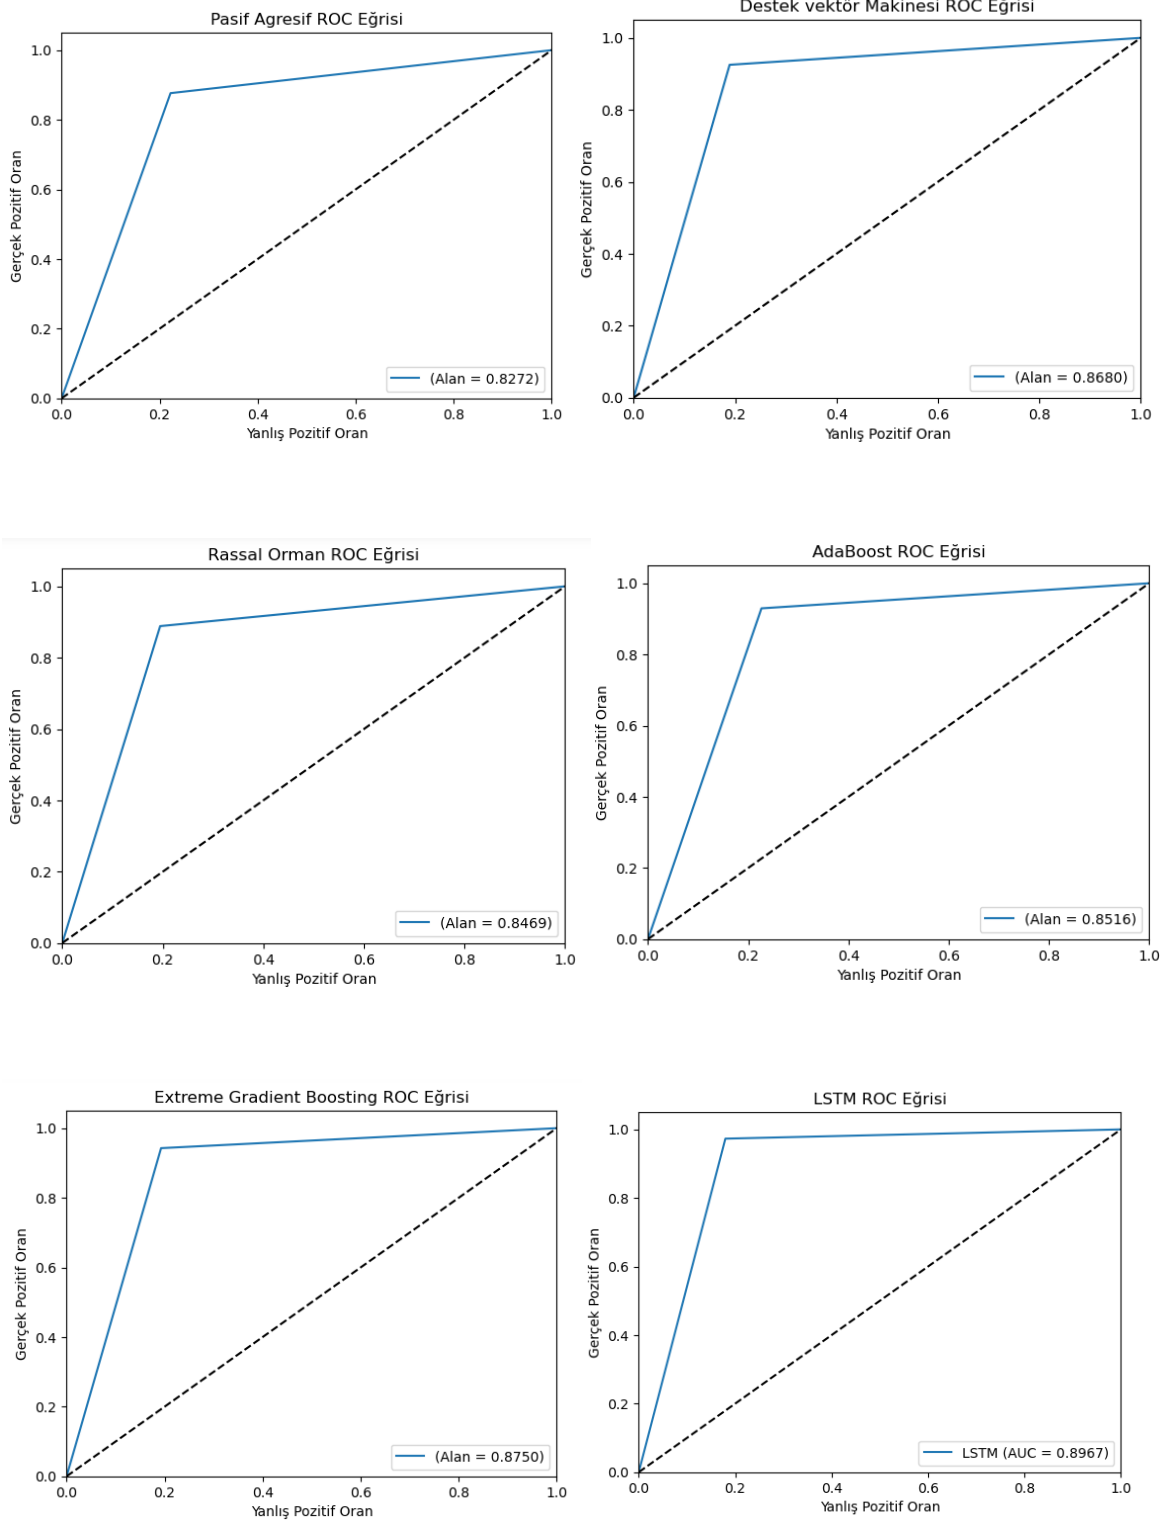 Pasif Agresif ROC Eğrisi
1.0
0.8
0.6
0.4
0.2
0.0
Gerçek Pozitif Oran
(Alan = 0.8272)
0.0 0.2 0.4 0.6 0.8 1.0
Yanlış Pozitif Oran
Destek vektör Makinesi ROC Eğrisi
1.0
0.8
0.6
0.4
0.2
0.0
Gerçek Pozitif Oran
(Alan = 0.8680)
0.0 0.2 0.4 0.6 0.8 1.0
Yanlış Pozitif Oran
Rassal Orman ROC Eğrisi
1.0
0.8
0.6
0.4
0.2
0.0
Gerçek Pozitif Oran
(Alan = 0.8469)
0.0 0.2 0.4 0.6 0.8 1.0
Yanlış Pozitif Oran
AdaBoost ROC Eğrisi
1.0
0.8
0.6
0.4
0.2
0.0
Gerçek Pozitif Oran
(Alan = 0.8516)
0.0 0.2 0.4 0.6 0.8 1.0
Yanlış Pozitif Oran
Extreme Gradient Boosting ROC Eğrisi
1.0
0.8
0.6
0.4
0.2
0.0
Gerçek Pozitif Oran
(Alan = 0.8750)
0.0 0.2 0.4 0.6 0.8 1.0
Yanlış Pozitif Oran
LSTM ROC Eğrisi
1.0
0.8
0.6
0.4
0.2
0.0
Gerçek Pozitif Oran
LSTM (AUC = 0.8967)
0.0 0.2 0.4 0.6 0.8 1.0
Yanlış Pozitif Oran